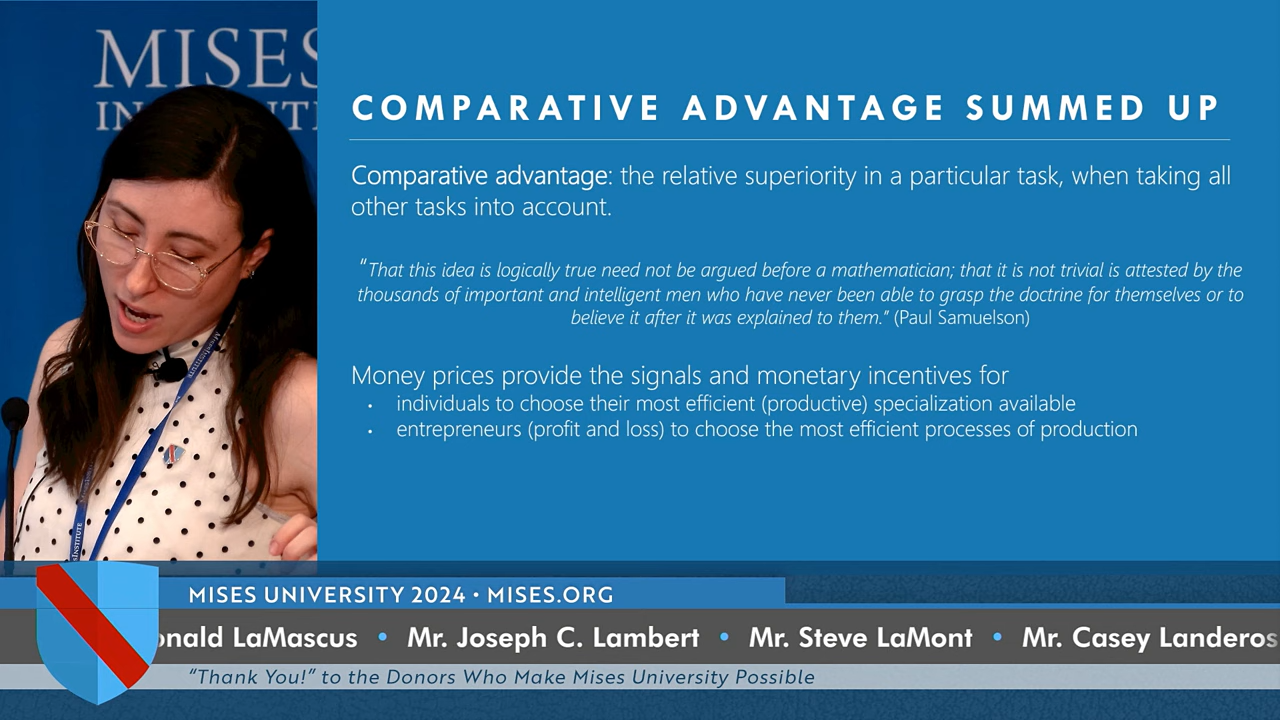 MISES
COMPARATIVE ADVANTAGE SUMMED UP
Comparative advantage: the relative superiority in a particular task, when taking all
other tasks into account.
"That this idea is logically true need not be argued before a mathematician; that it is not trivial is attested by the
thousands of important and intelligent men who have never been able to grasp the doctrine for themselves or to
believe it after it was explained to them." (Paul Samuelson)
Money prices provide the signals and monetary incentives for
• individuals to choose their most efficient (productive) specialization available
• entrepreneurs (profit and loss) to choose the most efficient processes of production
MISES UNIVERSITY 2024 • MISES.ORG
onald LaMascus • Mr. Joseph C. Lambert • Mr. Steve LaMont • Mr. Casey Landeros
"Thank You!" to the Donors Who Make Mises University Possible